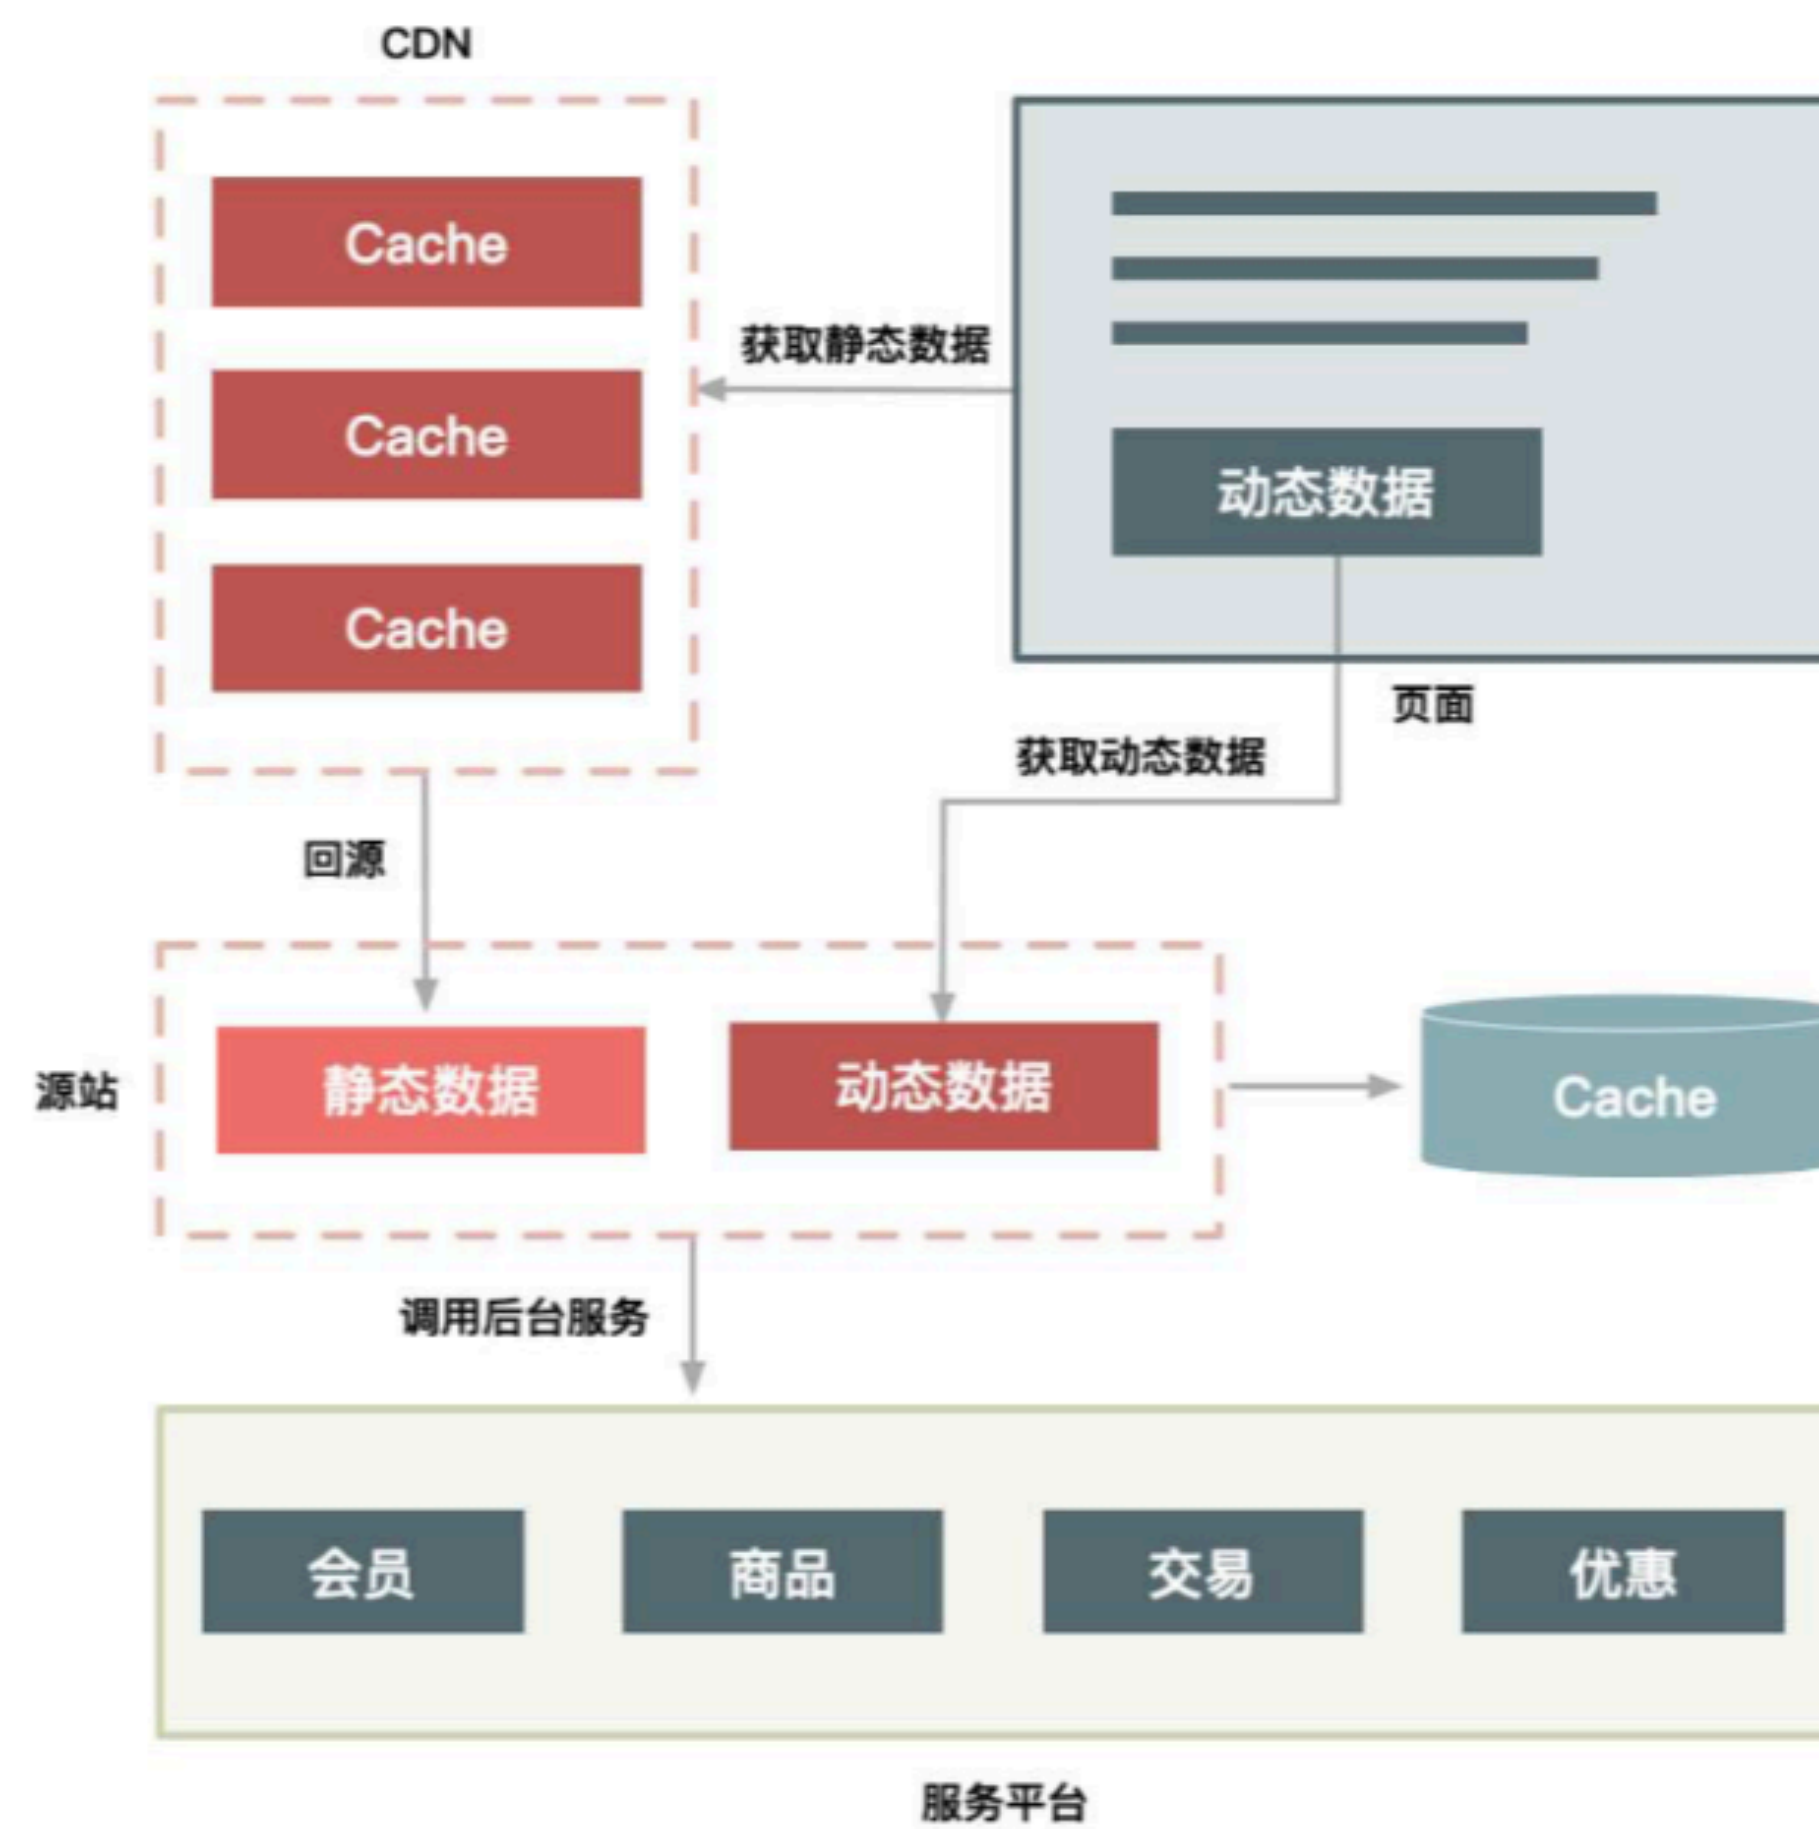 CDN
Cache
Cache
Cache
获取静态数据
动态数据
页面
获取动态数据
回源
源站
静态数据
动态数据
Cache
调用后台服务
会员
商品
交易
优惠
服务平台